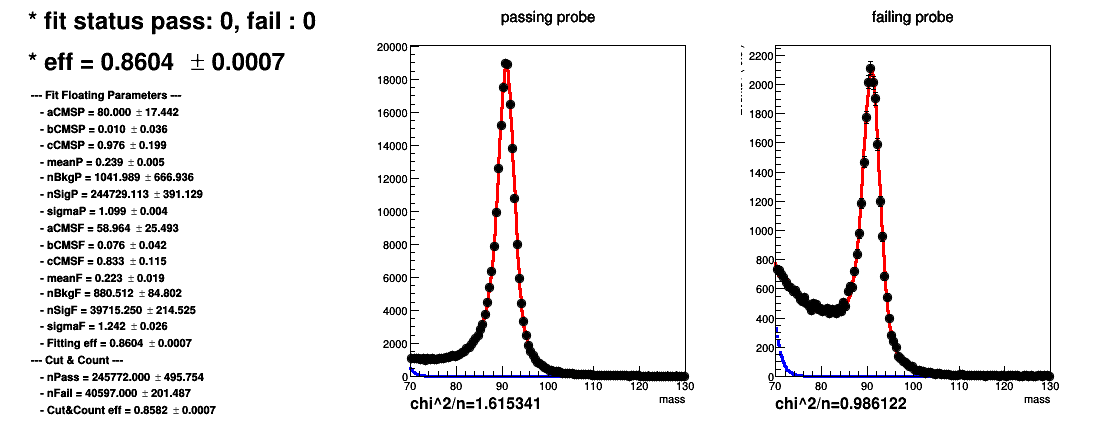 * fit status pass: 0, fail : 0
* eff = 0.8604 ± 0.0007
--- Fit Floating Parameters ---
- aCMSP = 80.000 ± 17.442
- bCMSP = 0.010 ± 0.036
- cCMSP = 0.976 ± 0.199
- meanP = 0.239 ± 0.005
- nBkgP = 1041.989 ± 666.936
- nSigP = 244729.113 ± 391.129
- sigmaP = 1.099 ± 0.004
- aCMSF = 58.964 ± 25.493
- bCMSF = 0.076 ± 0.042
- cCMSF = 0.833 ± 0.115
- meanF = 0.223 ± 0.019
- nBkgF = 880.512 ± 84.802
- nSigF = 39715.250 ± 214.525
- sigmaF = 1.242 ± 0.026
- Fitting eff = 0.8604 ± 0.0007
--- Cut & Count ---
- nPass = 245772.000 ± 495.754
- nFail = 40597.000 ± 201.487
- Cut&Count eff = 0.8582 ± 0.0007
passing probe
20000
18000
16000
14000
12000
10000
8000
6000
4000
2000
0
70 80 90 100 110 120 130
mass
chi^2/n=1.615341
failing probe
2200
2000
1800
1600
1400
1200
1000
800
600
400
200
0
70 80 90 100 110 120 130
mass
chi^2/n=0.986122